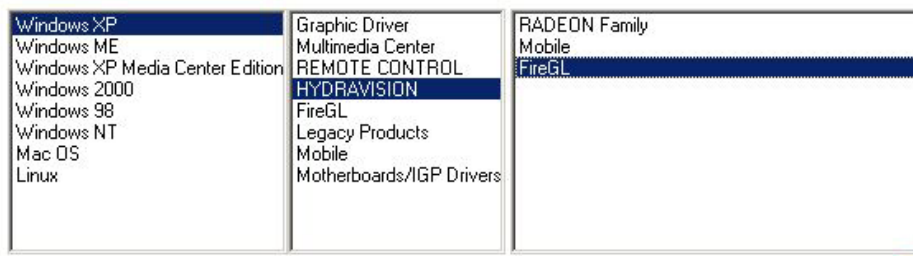 Windows XP
Windows ME
Windows XP Media Center Edition
Windows 2000
Windows 98
Windows NT
Mac OS
Linux
Graphic Driver
Multimedia Center
REMOTE CONTROL
HYDRAVISION
FireGL
Legacy Products
Mobile
Motherboards/IGP Drivers
RADEON Family
Mobile
FireGL